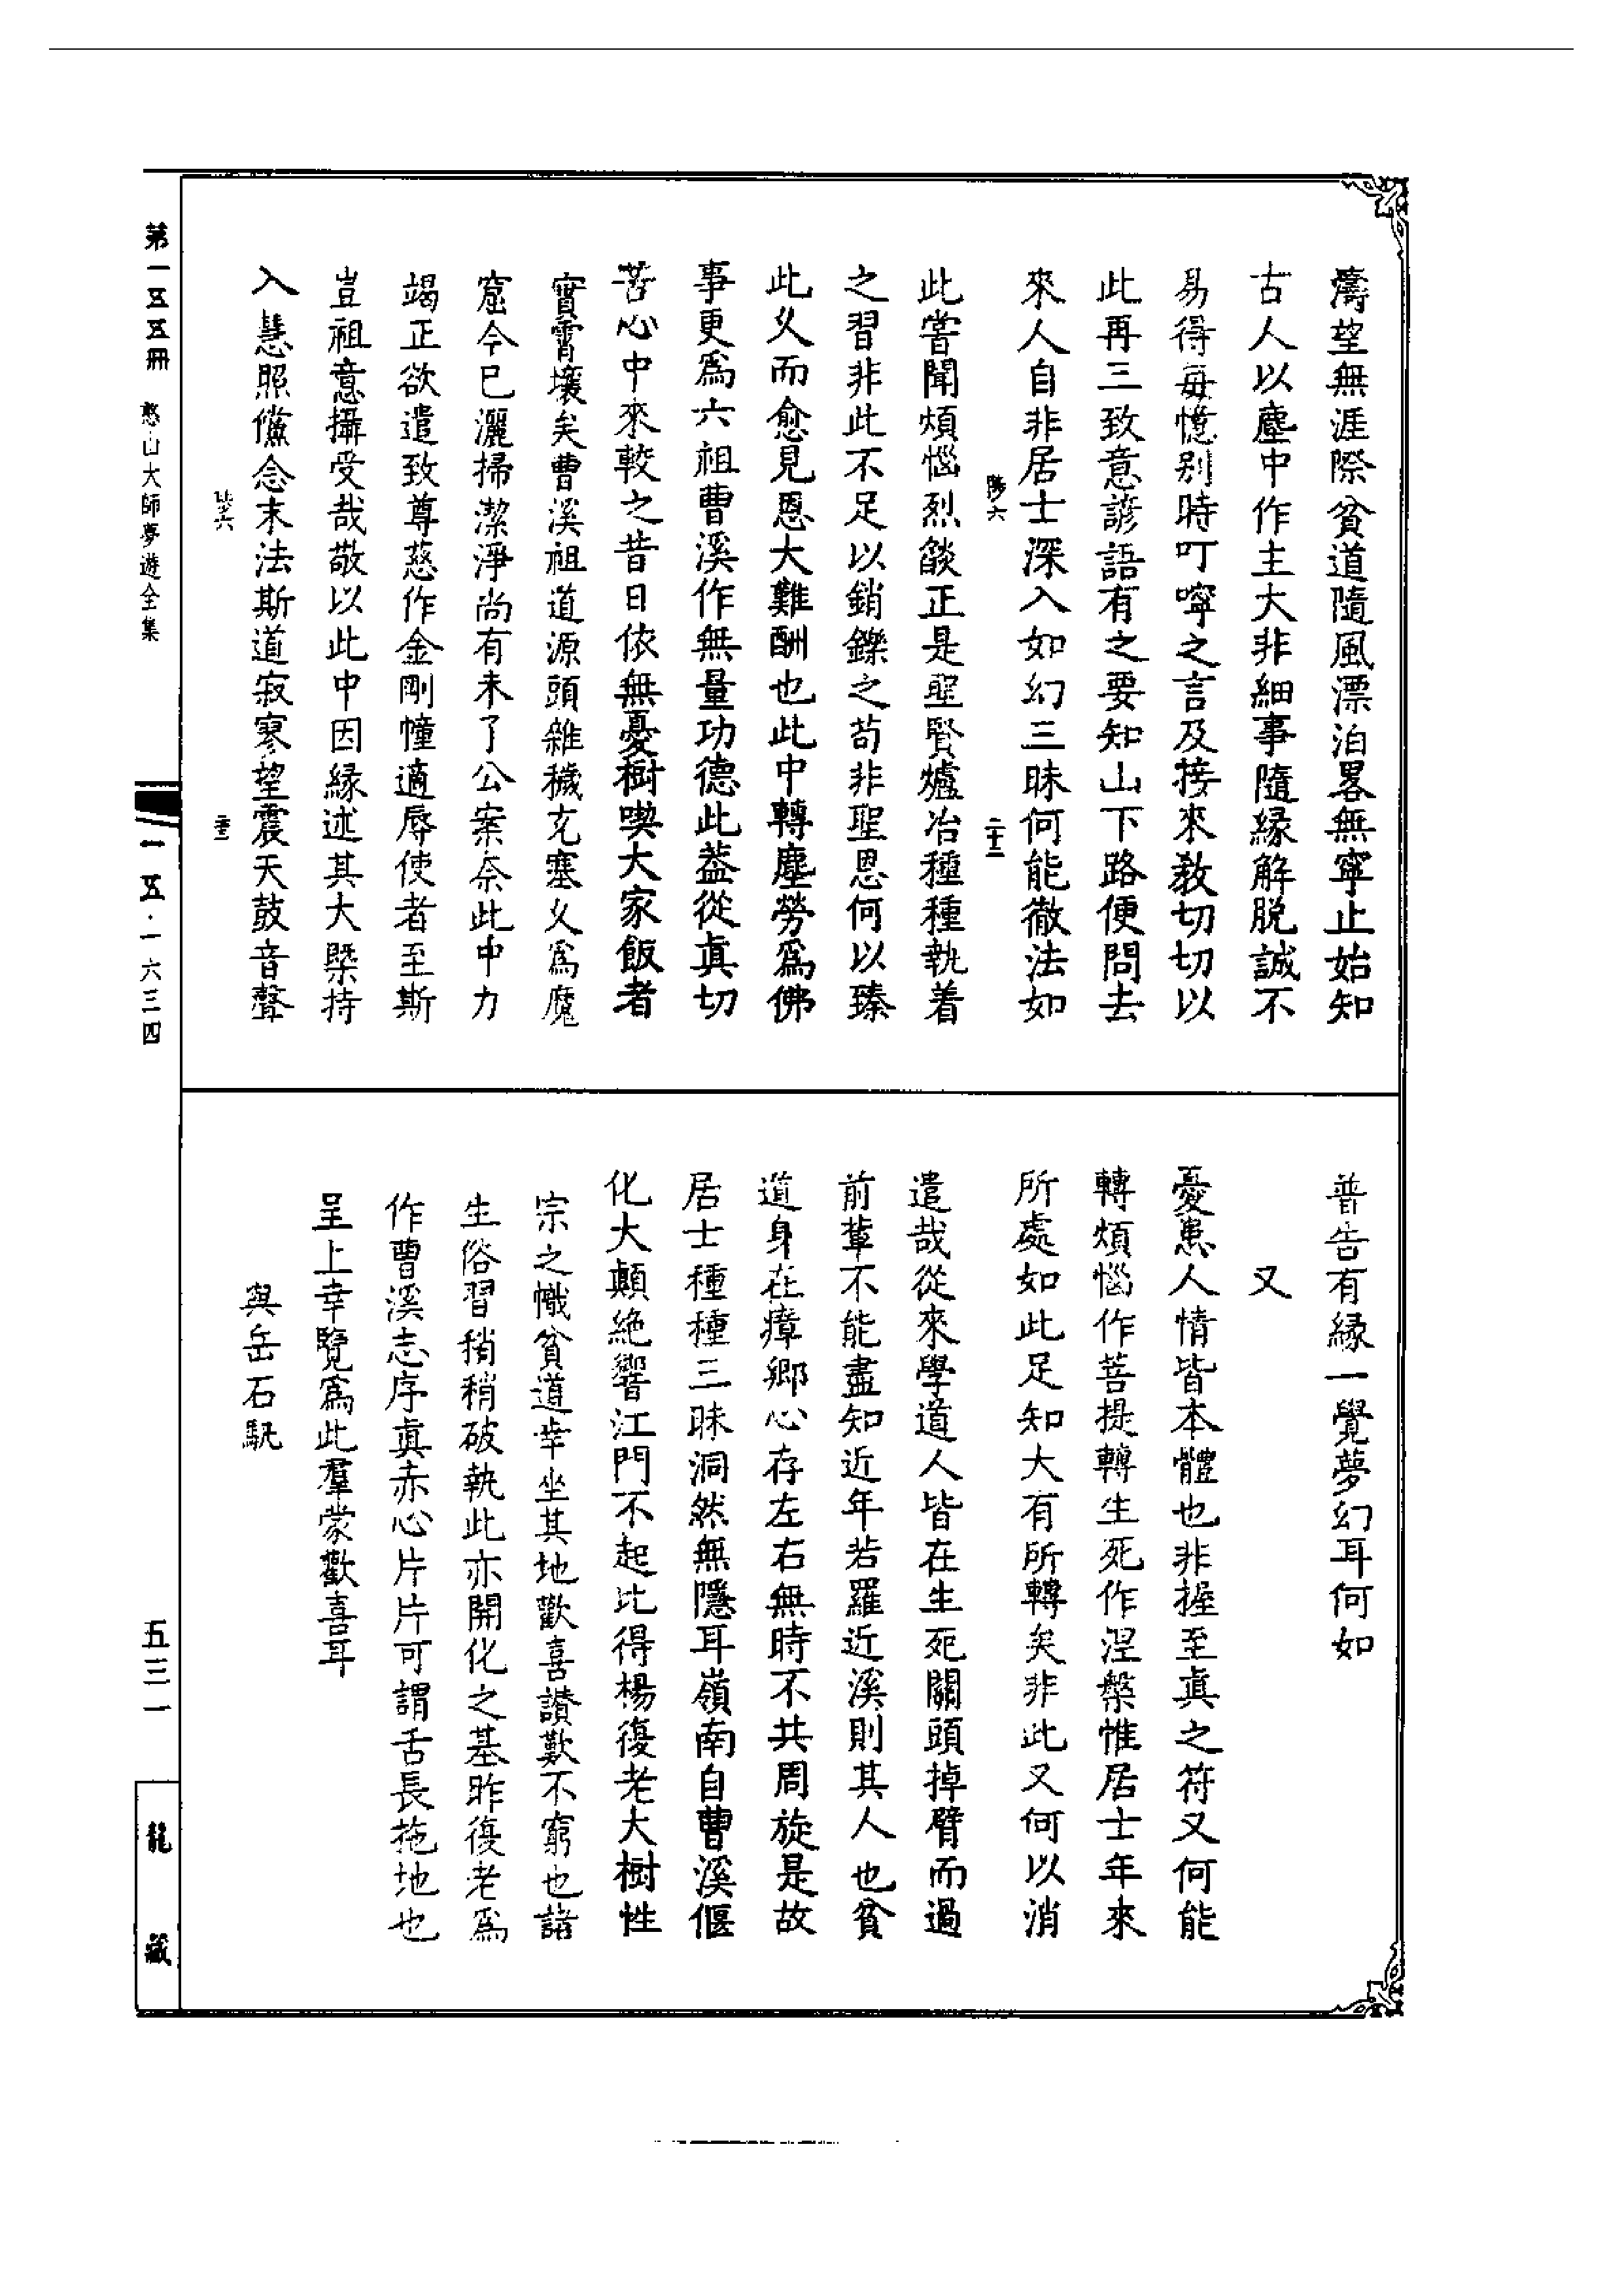 濤望無涯際貧道隨風漂泊畧無寧止始知
古人以塵中作主大非細事隨緣解脫誠不
易得每憶別時叮嚀之言及接來教切切以
此再三致意諺語有之要知山下路便問去
來人自非居士深入如幻三昧何能徹法如
二十二
此當聞煩惱烈燄正是聖賢爐冶種種執着
之習非此不足以銷鑠之苟非聖恩何以臻
此乆而愈見恩大難酬也此中轉塵勞爲佛
事更爲六祖曹溪作無量功德此葢從眞切
苦心中來較之昔日依無憂樹喫大家飯者
實霄壤矣曹溪祖道源頭雜穢充塞乆爲魔
窟今已灑掃潔淨尚有未了公案奈此中力
竭正欲遣致尊慈作金剛幢適辱使者至斯
豈祖意攝受哉敬以此中因緣述其大槩持
入慧照儵念末法斯道寂寥望震天鼓音聲
普告有緣一覺夢幻耳何如
又
憂患人情皆本體也非握至眞之符又何能
轉煩惱作菩提轉生死作涅槃惟居士年來
所處如此足知大有所轉矣非此又何以消
遣哉從來學道人皆在生死關頭掉臂而過
前輩不能盡知近年若羅近溪則其人也貧
道身在瘴鄉心存左右無時不共周旋是故
居士種種三昧洞然無隱耳嶺南自曹溪偃
化大顛絶響江門不起比得楊復老大樹性
宗之幟貧道幸坐其地歡喜讃歎不窮也諸
生俗習稍稍破執此亦開化之基昨復老爲
作曹溪志序眞赤心片片可謂舌長拖地也
呈上幸覽爲此羣蒙歡喜耳
與岳石帆
第一五五冊　憨山大師夢遊全集
一五五·一六三四
五三一
龍藏